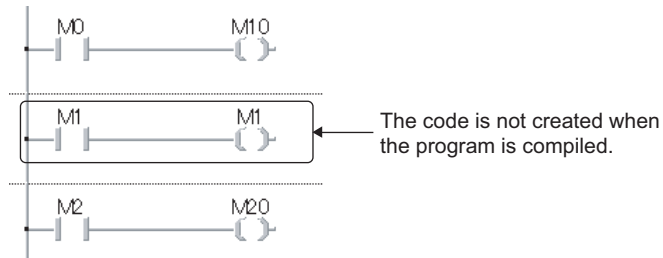 M0 M10
M1 M1
The code is not created when
the program is compiled.
M2 M20